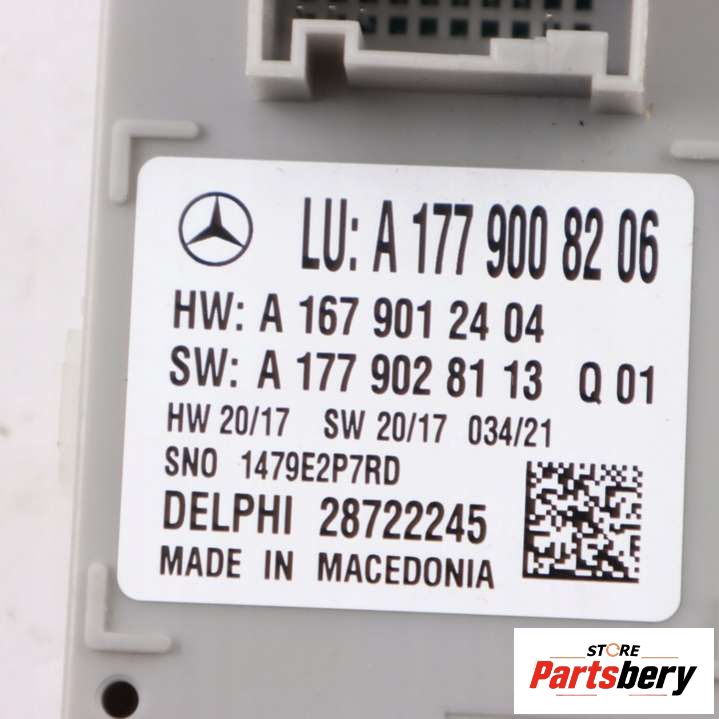 LU: A 177 900 82 06
HW: A 167 901 24 04
SW: A 177 902 81 13 Q 01
HW 20/17 SW 20/17 034/21
SNO 1479E2P7RD
DELPHI 28722245
MADE IN MACEDONIA
STORE
Partsbery